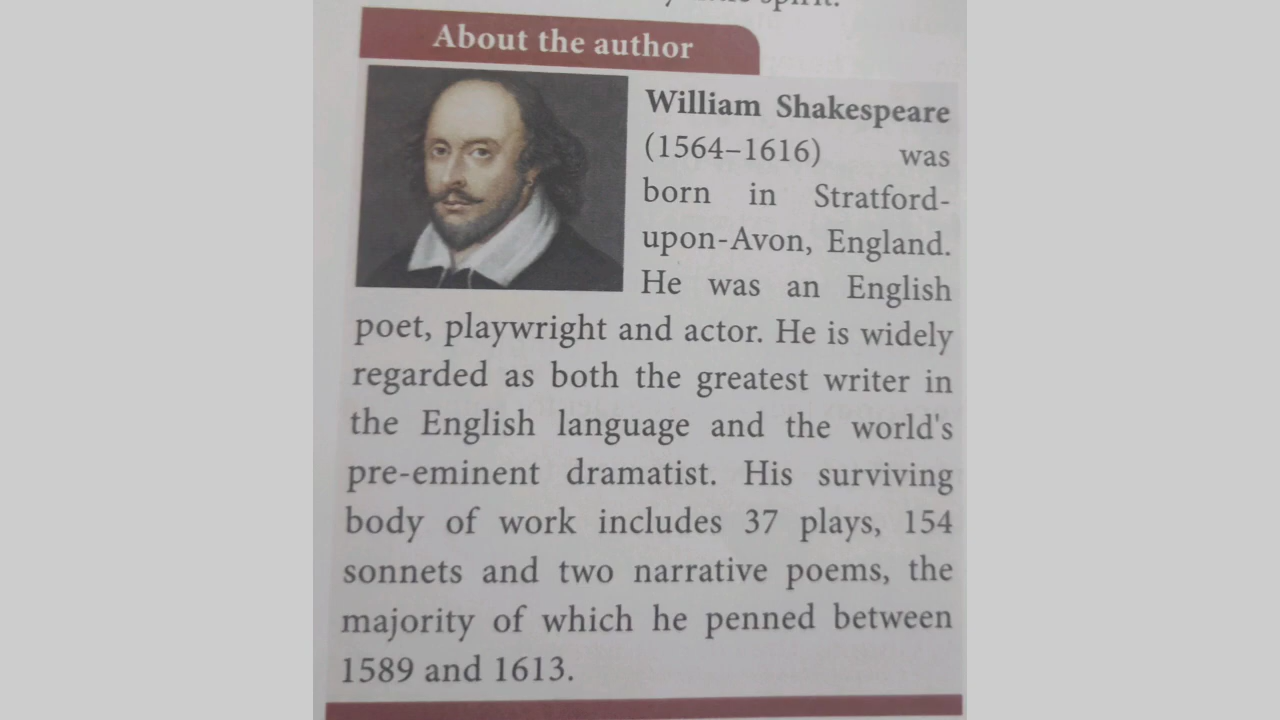 spirit.
About the author
William Shakespeare
(1564–1616) was
born in Stratford-
upon-Avon, England.
He was an English
poet, playwright and actor. He is widely
regarded as both the greatest writer in
the English language and the world's
pre-eminent dramatist. His surviving
body of work includes 37 plays, 154
sonnets and two narrative poems, the
majority of which he penned between
1589 and 1613.